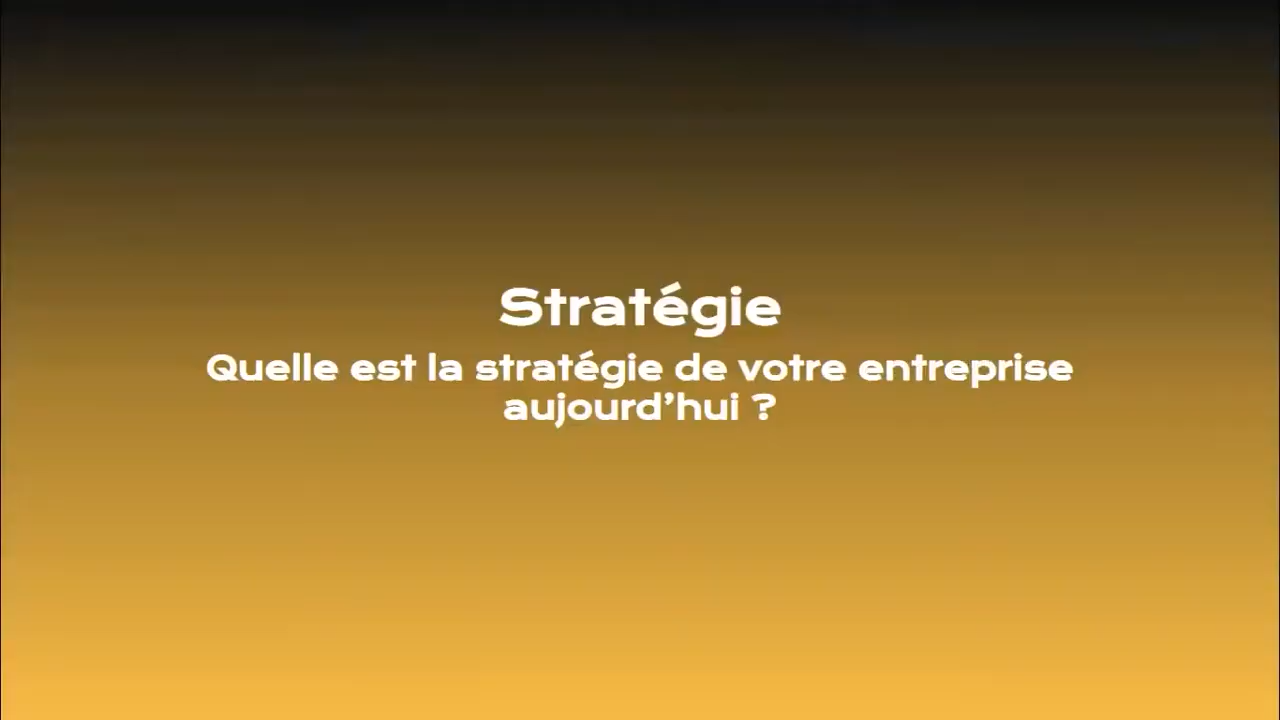 Stratégie
Quelle est la stratégie de votre entreprise
aujourd’hui ?